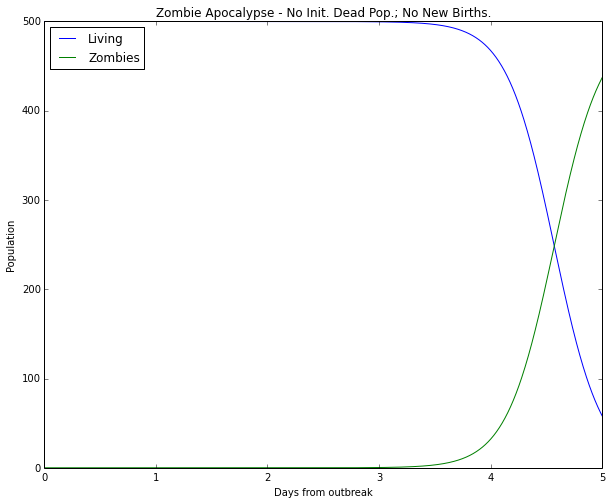 Zombie Apocalypse - No Init. Dead Pop.; No New Births.
500
Living
Zombies
400
300
Population
200
100
0
0 1 2 3 4 5
Days from outbreak